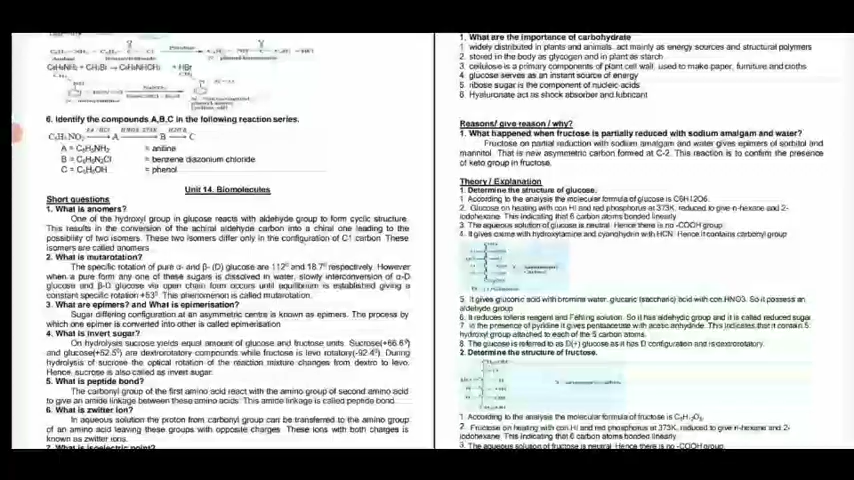 C6H5NH2 + CH3Br → C6H5NHCH3 + HBr
6. Identify the compounds A,B,C in the following reaction series.
C6H5NO2 A B C
A = C6H5NH2 = aniline
B = C6H5N2Cl = benzene diazonium chloride
C = C6H5OH = phenol
Unit 14. Biomolecules
Short questions
1. What is anomers?
One of the hydroxyl group in glucose reacts with aldehyde group to form cyclic structure.
This results in the conversion of the achiral aldehyde carbon into a chiral one leading to the
possibility of two isomers. These two isomers differ only in the configuration of C1 carbon. These
isomers are called anomers
2. What is mutarotation?
The specific rotation of pure α- and β- (D) glucose are 112° and 18.7° respectively. However
when a pure form any one of these sugars is dissolved in water, slowly interconversion of α-D
glucose and β-D glucose via open chain form occurs until equilibrium is established giving a
constant specific rotation +53°. This phenomenon is called mutarotation.
3. What are epimers and What is epimerisation?
Sugar differing configuration at an asymmetric centre is known as epimers. The process by
which one epimer is converted into other is called epimerisation
4. What is invert sugar?
On hydrolysis sucrose yields equal amount of glucose and fructose units. Sucrose(+66.6°)
and glucose(+52.5°) are dextrorotatory compounds while fructose is levo rotatory(-92.4°). During
hydrolysis of sucrose the optical rotation of the reaction mixture changes from dextro to levo.
Hence, sucrose is also called as invert sugar.
5. What is peptide bond?
The carbonyl group of the first amino acid react with the amino group of second amino acid
to give an amide linkage between these amino acids. This amide linkage is called peptide bond
6. What is zwitter ion?
In aqueous solution the proton from carbonyl group can be transferred to the amino group
of an amino acid leaving these groups with opposite charges. These ions with both charges is
known as zwitter ions.
7. What is isoelectric point?
1. What are the importance of carbohydrate
1 widely distributed in plants and animals, act mainly as energy sources and structural polymers
2. stored in the body as glycogen and in plant as starch
3. cellulose is a primary components of plant cell wall, used to make paper, furniture and cloths
4. glucose serves as an instant source of energy
5. ribose sugar is the component of nucleic acids
6. Hyaluronate act as shock absorber and lubricant
Reasons/ give reason / why?
1. What happened when fructose is partially reduced with sodium amalgam and water?
Fructose on partial reduction with sodium amalgam and water gives epimers of sorbitol and
mannitol. That is new asymmetric carbon formed at C-2. This reaction is to confirm the presence
of keto group in fructose.
Theory / Explanation
1. Determine the structure of glucose.
1 According to the analysis the molecular formula of glucose is C6H12O6.
2. Glucose on heating with con.HI and red phosphorus at 373K, reduced to give n-hexane and 2-
iodohexane. This indicating that 6 carbon atoms bonded linearly
3. The aqueous solution of glucose is neutral. Hence there is no -COOH group
4. It gives oxime with hydroxylamine and cyanohydrin with HCN. Hence it contains carbonyl group
5. It gives gluconic acid with bromine water, glucaric (saccharic) acid with con.HNO3. So it possess an
aldehyde group
6. It reduces tollens reagent and Fehling solution. So it has aldehyde group and it is called reduced sugar
7. In the presence of pyridine it gives pentaacetate with acetic anhydride. This indicates that it contain 5
hydroxyl group attached to each of the 5 carbon atoms.
8. The glucose is referred to as D(+) glucose as it has D configuration and is dextrorotatory.
2. Determine the structure of fructose.
1 According to the analysis the molecular formula of fructose is C6H12O6.
2. Fructose on heating with con.HI and red phosphorus at 373K, reduced to give n-hexane and 2-
iodohexane. This indicating that 6 carbon atoms bonded linearly
3. The aqueous solution of fructose is neutral. Hence there is no -COOH group.